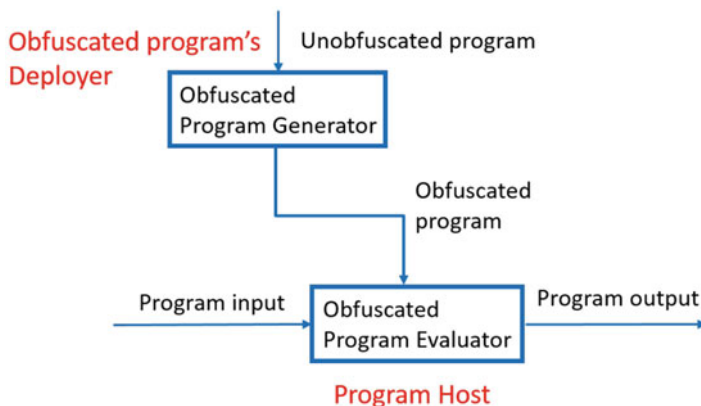 Obfuscated program’s
Deployer
Unobfuscated program
Obfuscated
Program Generator
Obfuscated
program
Program input
Obfuscated
Program Evaluator
Program output
Program Host